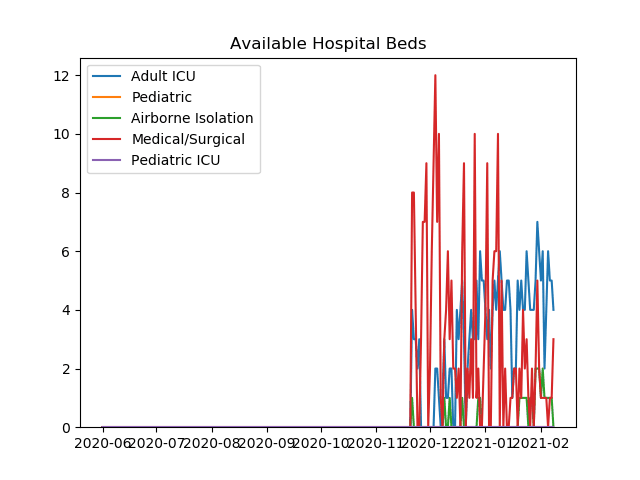 Available Hospital Beds
12
10
8
6
4
2
0
Adult ICU
Pediatric
Airborne Isolation
Medical/Surgical
Pediatric ICU
2020-06 2020-07 2020-08 2020-09 2020-10 2020-11 2020-12 2021-01 2021-02